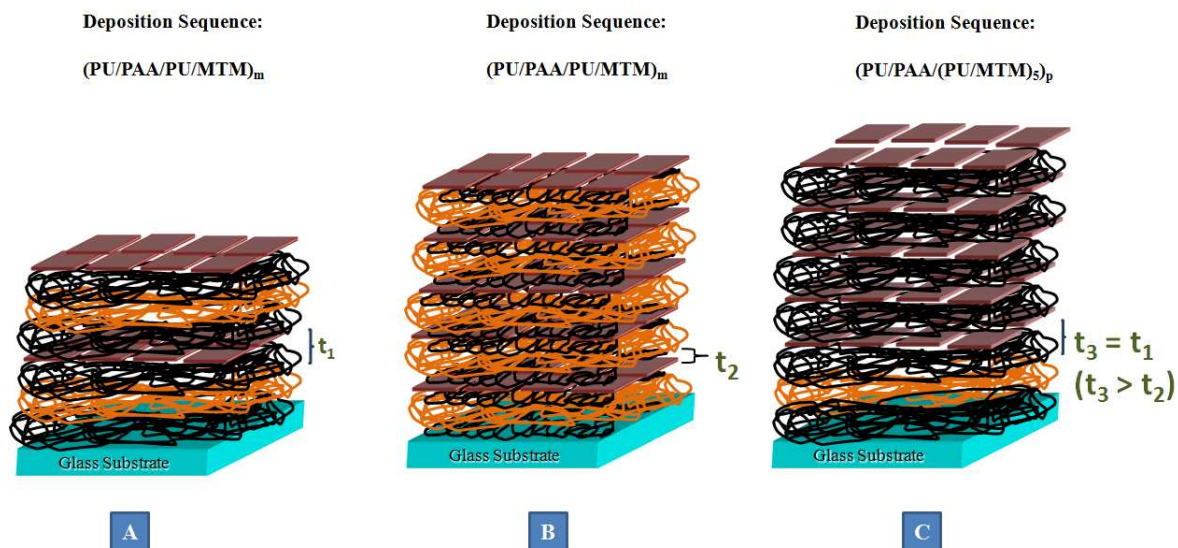 Deposition Sequence:
(PU/PAA/PU/MTM)ₘ
t₁
Glass Substrate
A
Deposition Sequence:
(PU/PAA/PU/MTM)ₘ
t₂
Glass Substrate
B
Deposition Sequence:
(PU/PAA/(PU/MTM)₅)ₚ
t₃ = t₁
(t₃ > t₂)
Glass Substrate
C